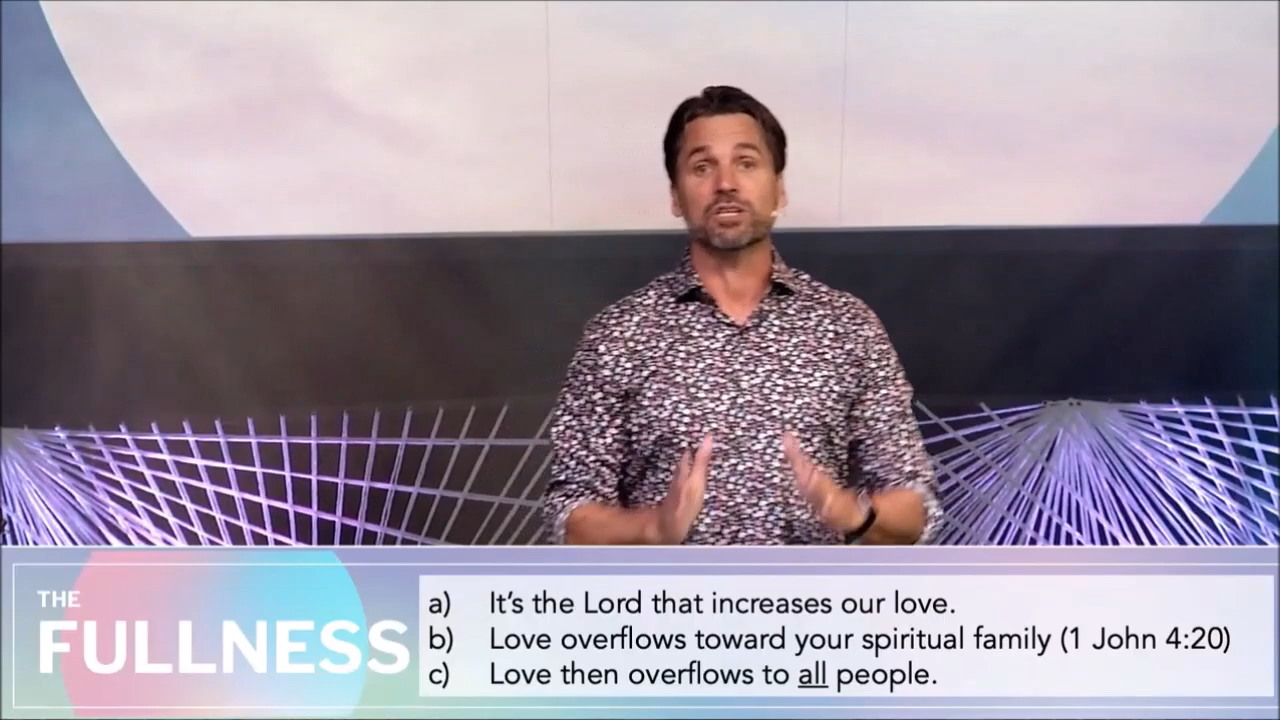 THE
FULLNESS
a) It's the Lord that increases our love.
b) Love overflows toward your spiritual family (1 John 4:20)
c) Love then overflows to all people.